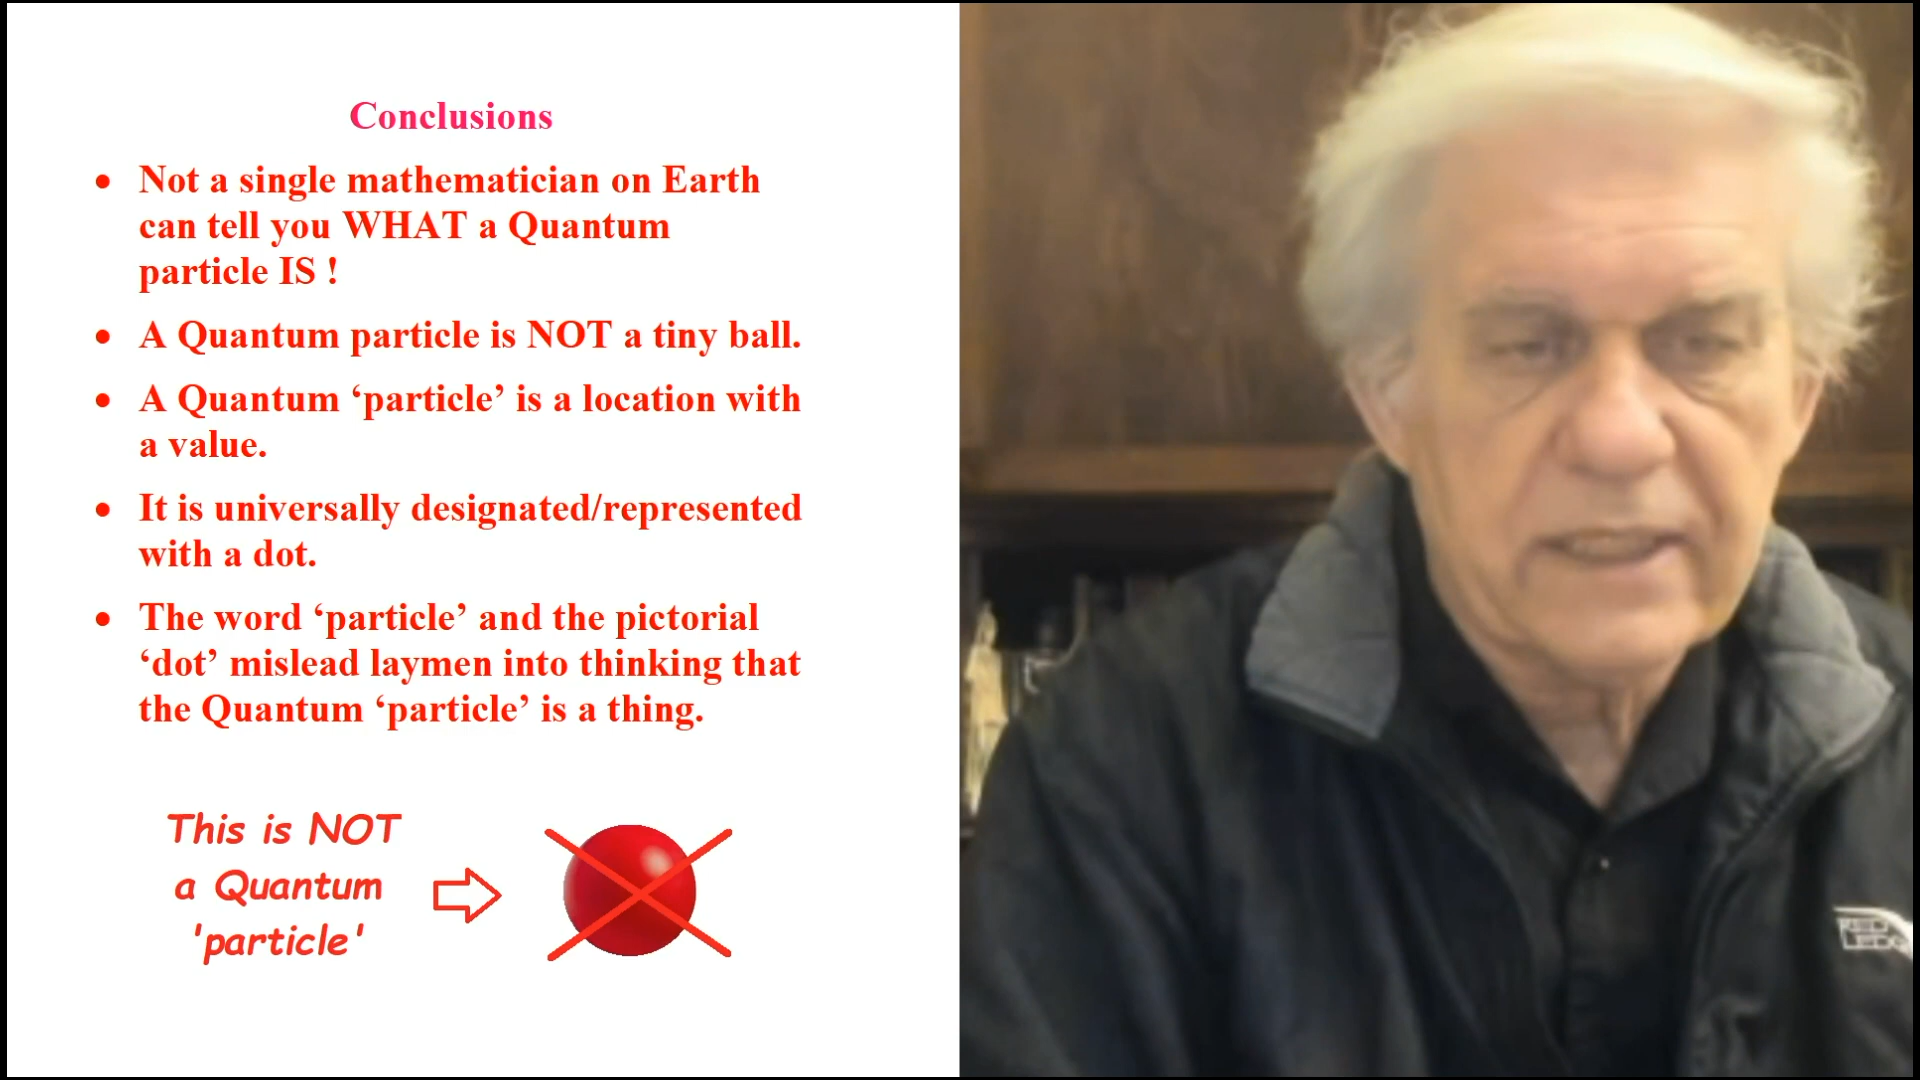 Conclusions
• Not a single mathematician on Earth
can tell you WHAT a Quantum
particle IS !
• A Quantum particle is NOT a tiny ball.
• A Quantum ‘particle’ is a location with
a value.
• It is universally designated/represented
with a dot.
• The word ‘particle’ and the pictorial
‘dot’ mislead laymen into thinking that
the Quantum ‘particle’ is a thing.
This is NOT
a Quantum
'particle'